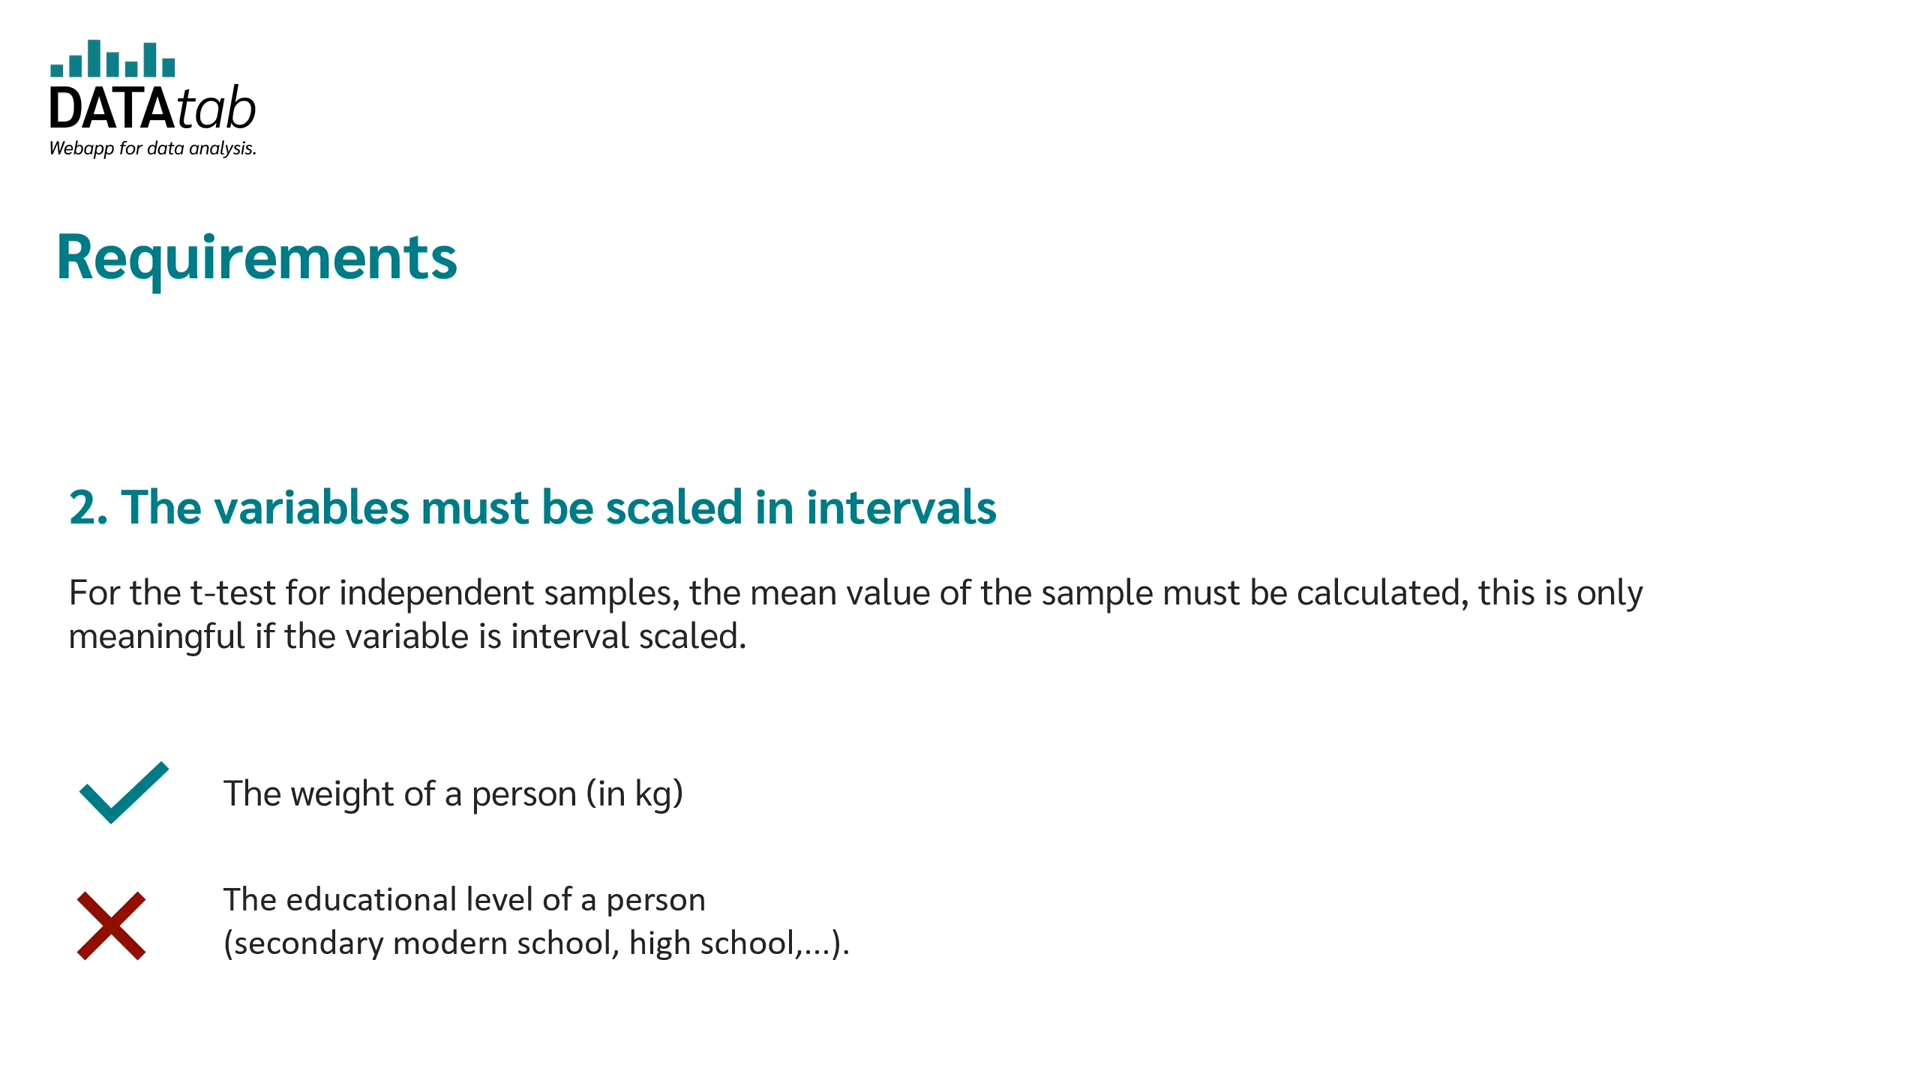 DATAtab
Webapp for data analysis.
Requirements
2. The variables must be scaled in intervals
For the t-test for independent samples, the mean value of the sample must be calculated, this is only
meaningful if the variable is interval scaled.
The weight of a person (in kg)
The educational level of a person
(secondary modern school, high school,...).